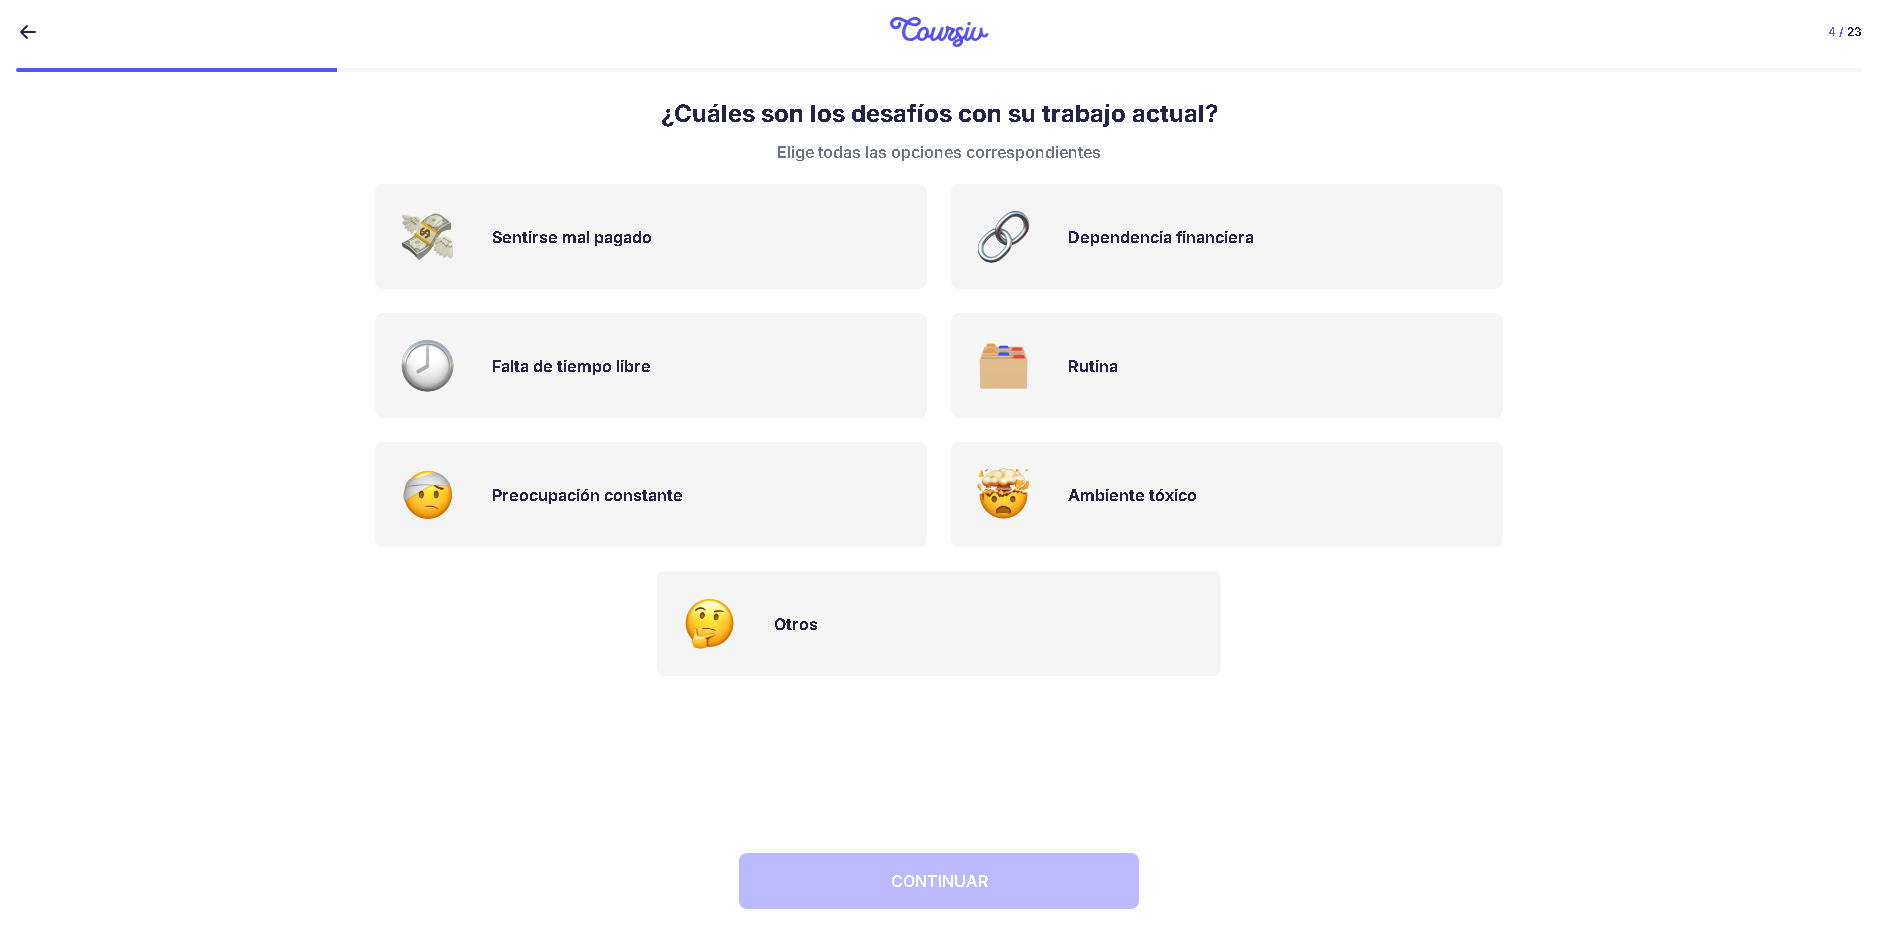 Coursiv
4 / 23
¿Cuáles son los desafíos con su trabajo actual?
Elige todas las opciones correspondientes
Sentirse mal pagado
Dependencia financiera
Falta de tiempo libre
Rutina
Preocupación constante
Ambiente tóxico
Otros
CONTINUAR